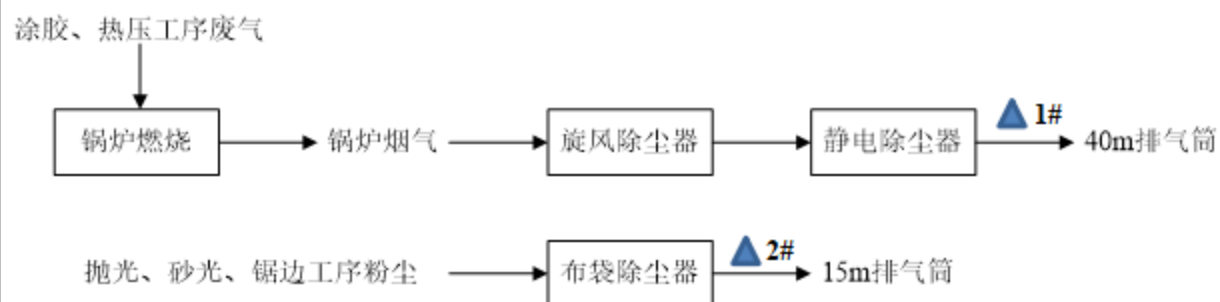 涂胶、热压工序废气
1#
锅炉燃烧 锅炉烟气 旋风除尘器 静电除尘器 40m排气筒
2#
抛光、砂光、锯边工序粉尘 布袋除尘器 15m排气筒